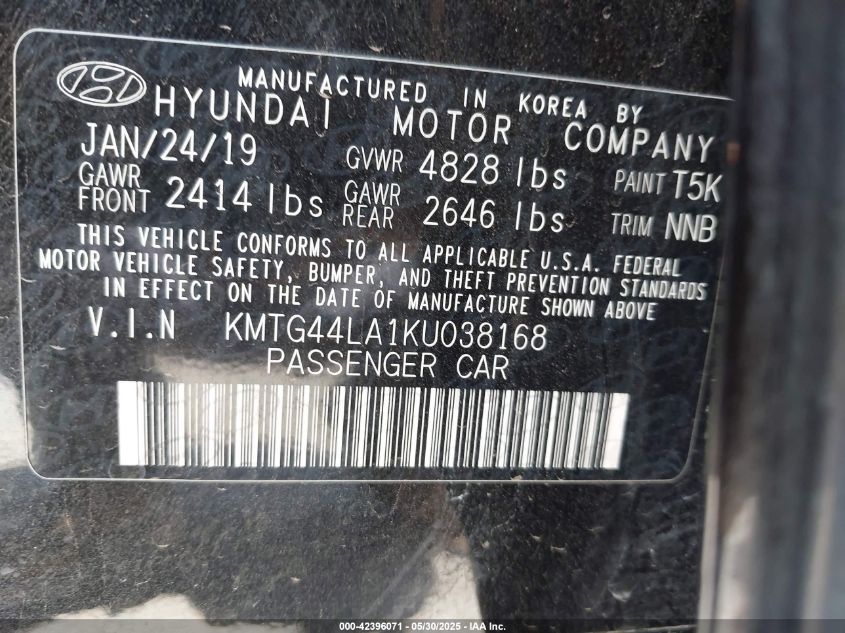 MANUFACTURED IN KOREA BY
HYUNDAI MOTOR COMPANY
JAN/24/19 GVWR 4828 lbs PAINT T5K
GAWR FRONT 2414 lbs GAWR REAR 2646 lbs TRIM NNB
THIS VEHICLE CONFORMS TO ALL APPLICABLE U.S.A. FEDERAL
MOTOR VEHICLE SAFETY, BUMPER, AND THEFT PREVENTION STANDARDS
IN EFFECT ON THE DATE OF MANUFACTURE SHOWN ABOVE
V.I.N KMTG44LA1KU038168
PASSENGER CAR
000-42396071 - 05/30/2025 - IAA Inc.